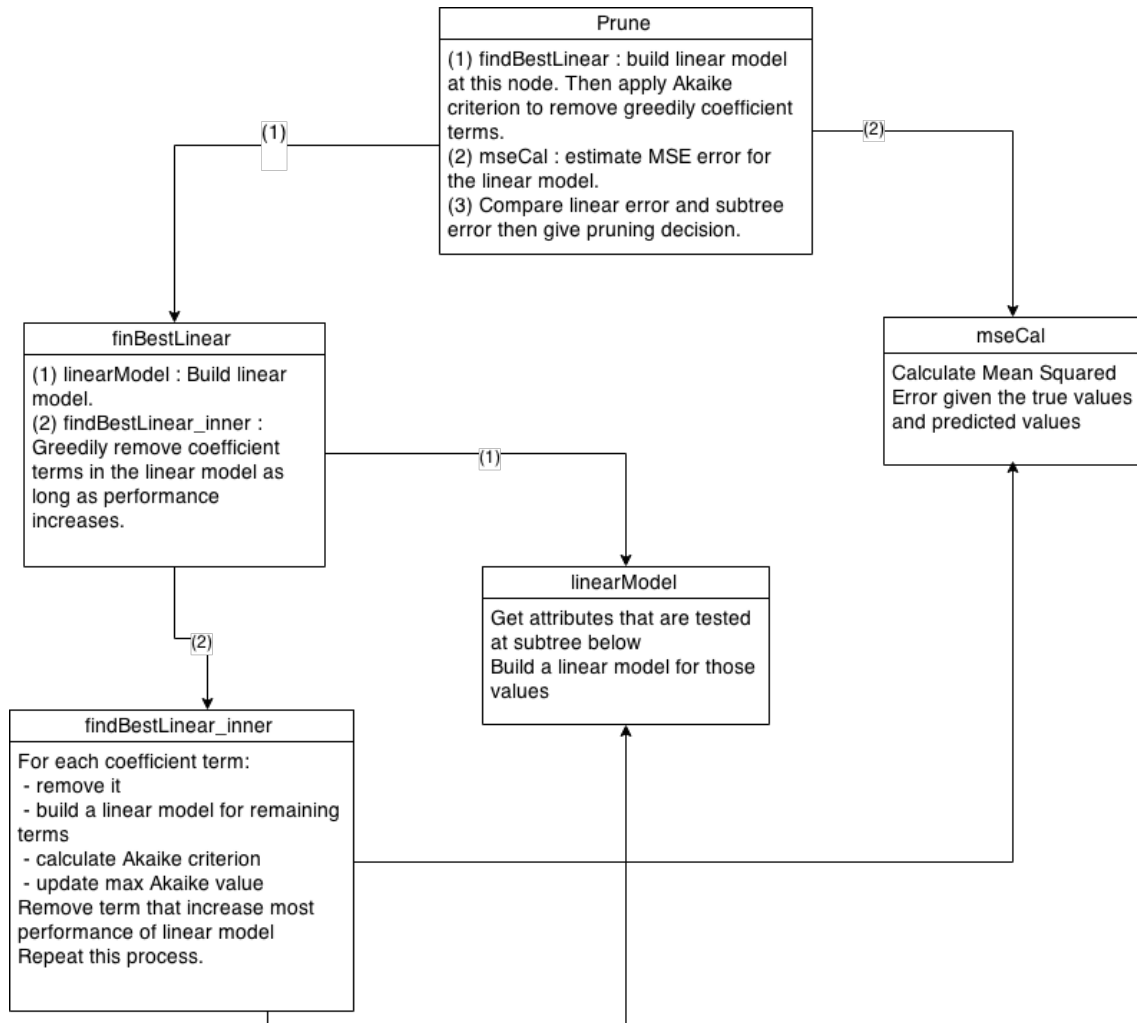 Prune
(1) findBestLinear : build linear model
at this node. Then apply Akaike
criterion to remove greedily coefficient
terms.
(2) mseCal : estimate MSE error for
the linear model.
(3) Compare linear error and subtree
error then give pruning decision.
(1)
(2)
finBestLinear
(1) linearModel : Build linear
model.
(2) findBestLinear_inner :
Greedily remove coefficient
terms in the linear model as
long as performance
increases.
mseCal
Calculate Mean Squared
Error given the true values
and predicted values
(1)
(2)
linearModel
Get attributes that are tested
at subtree below
Build a linear model for those
values
findBestLinear_inner
For each coefficient term:
- remove it
- build a linear model for remaining
terms
- calculate Akaike criterion
- update max Akaike value
Remove term that increase most
performance of linear model
Repeat this process.